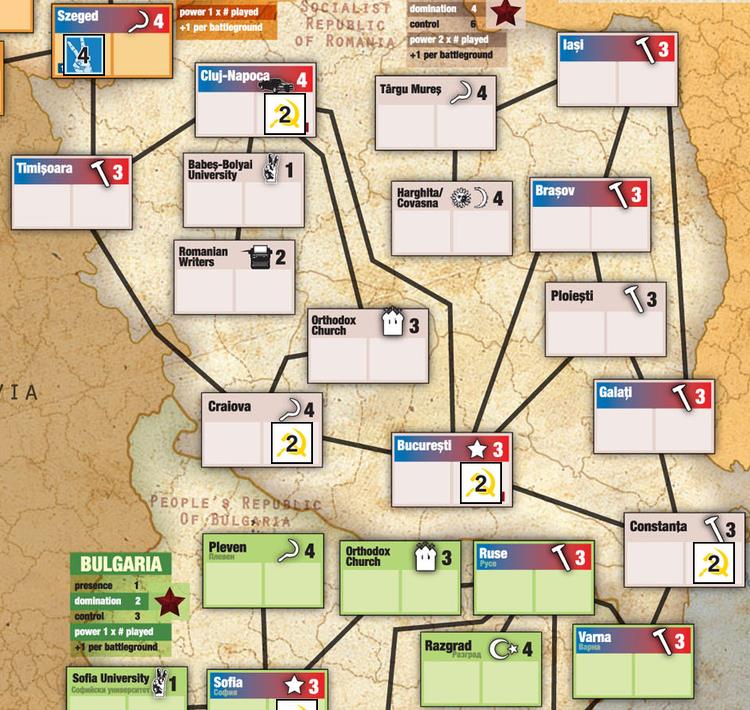 Szeged 4
4
power 1 x # played
+1 per battleground
SOCIALIST
REPUBLIC
OF ROMANIA
domination 4
control 6
power 2 x # played
+1 per battleground
Iași 3
Cluj-Napoca 4
2
Târgu Mureș 4
Timișoara 3
Babeș-Bolyai
University 1
Harghita/
Covasna 4
Brașov 3
Romanian
Writers 2
Ploiești 3
Orthodox
Church 3
Galați 3
Craiova 4
2
București 3
2
VIA
PEOPLE'S REPUBLIC
OF BULGARIA
Constanța 3
2
BULGARIA
presence 1
domination 2
control 3
power 1 x # played
+1 per battleground
Pleven 4
Плевен
Orthodox
Church 3
Ruse 3
Русе
Razgrad 4
Разград
Varna 3
Варна
Sofia University 1
Софийски университет
Sofia 3
София